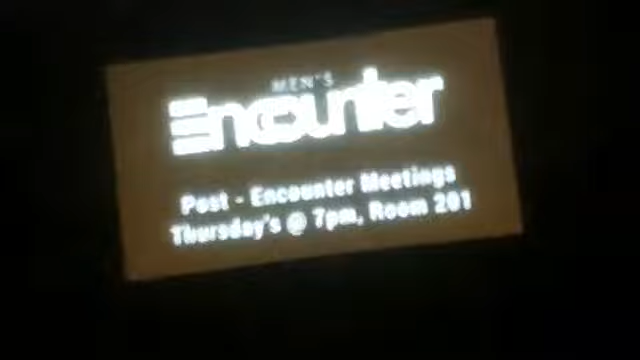 MEN'S
Encounter
Post - Encounter Meetings
Thursday's @ 7pm, Room 201